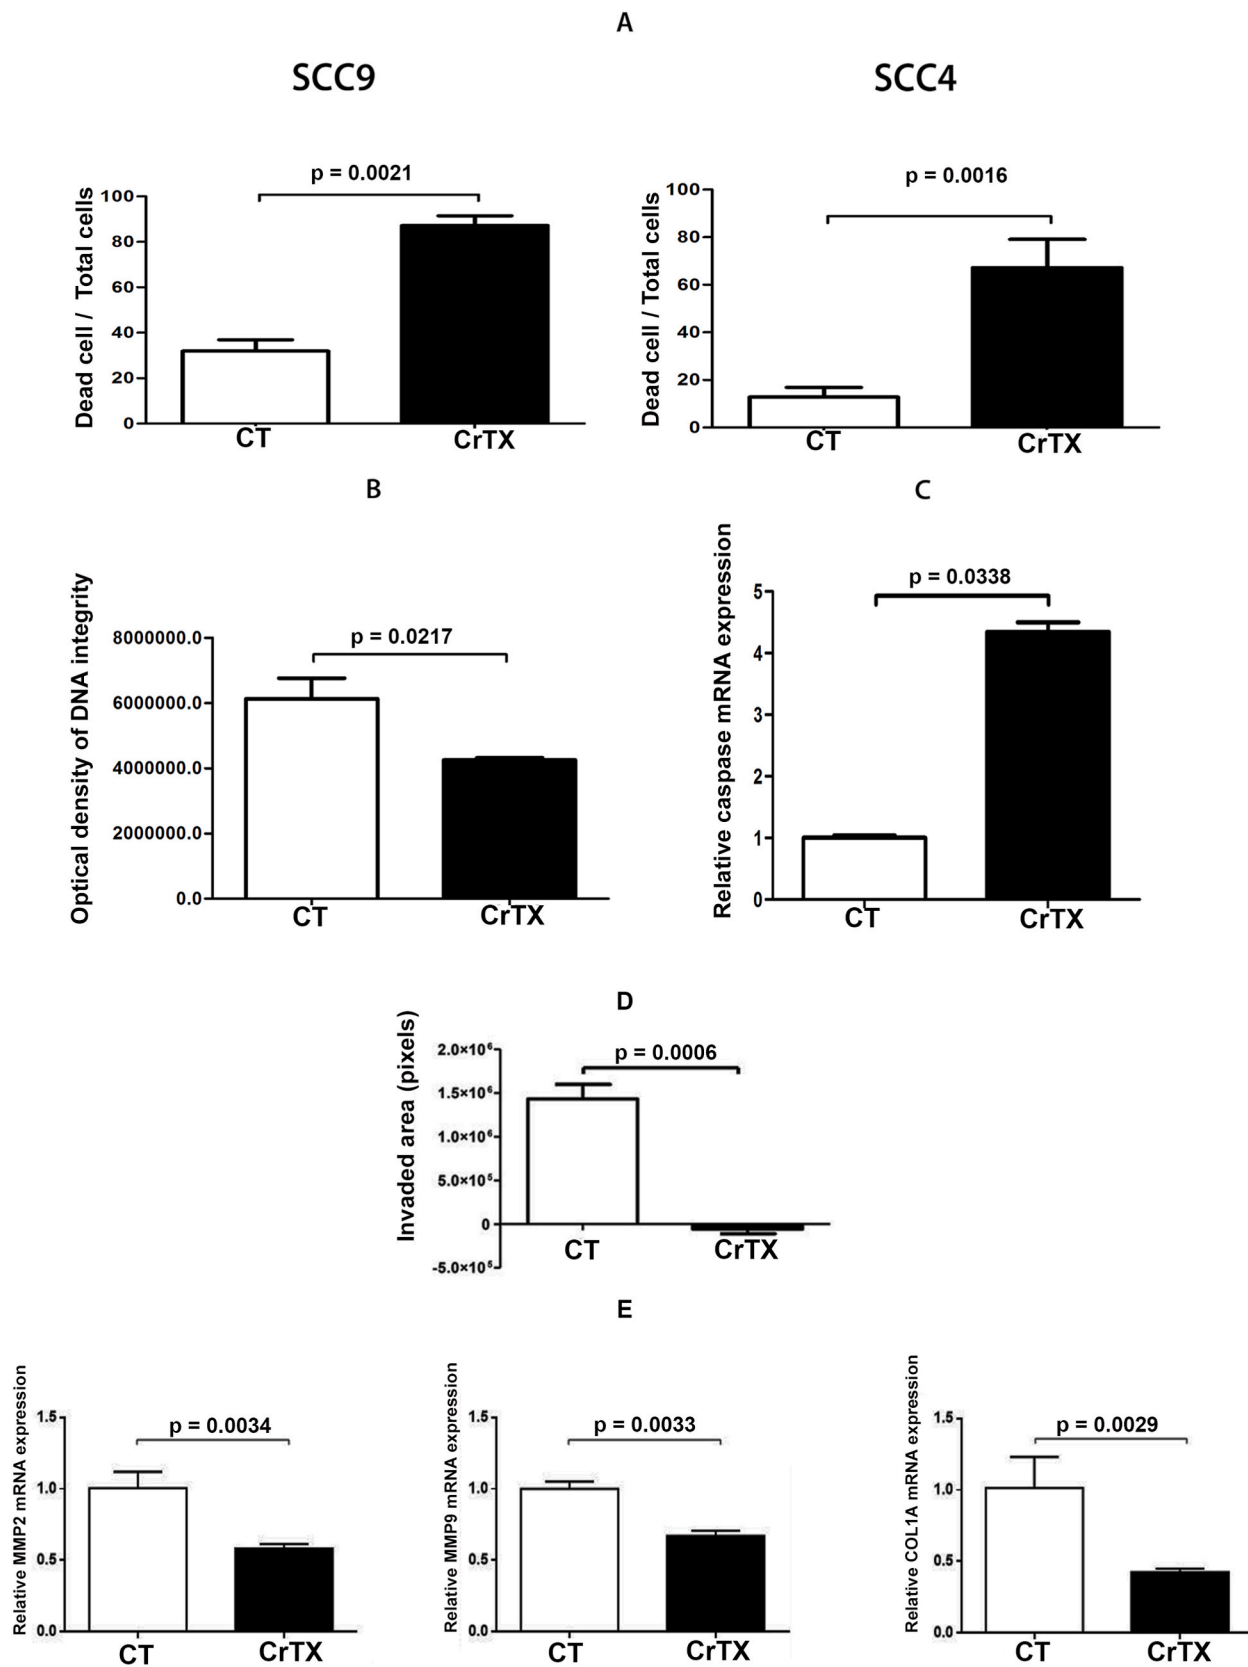 A
SCC9
SCC4
p = 0.0021
Dead cell / Total cells
100
80
60
40
20
0
CT
CrTX
p = 0.0016
Dead cell / Total cells
100
80
60
40
20
0
CT
CrTX
B
p = 0.0217
Optical density of DNA integrity
8000000.0
6000000.0
4000000.0
2000000.0
0.0
CT
CrTX
C
p = 0.0338
Relative caspase mRNA expression
5
4
3
2
1
0
CT
CrTX
D
p = 0.0006
Invaded area (pixels)
2.0×10⁶
1.5×10⁶
1.0×10⁶
5.0×10⁵
0
-5.0×10⁵
CT
CrTX
E
p = 0.0034
Relative MMP2 mRNA expression
1.5
1.0
0.5
0.0
CT
CrTX
p = 0.0033
Relative MMP9 mRNA expression
1.5
1.0
0.5
0.0
CT
CrTX
p = 0.0029
Relative COL1A mRNA expression
1.5
1.0
0.5
0.0
CT
CrTX